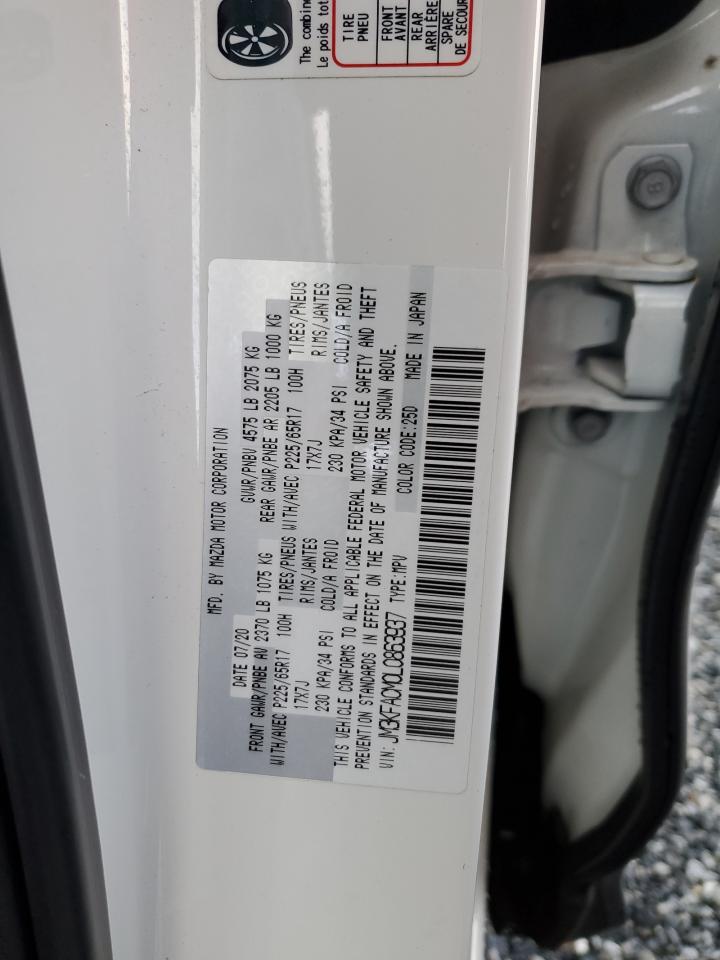 The combine
Le poids tot
TIRE
PNEU
FRONT
AVANT
REAR
ARRIÈRE
SPARE
DE SECOUR
MFD. BY MAZDA MOTOR CORPORATION
DATE 07/20 GVWR/PNBV 4575 LB 2075 KG
FRONT GAWR/PNBE AV 2370 LB 1075 KG REAR GAWR/PNBE AR 2205 LB 1000 KG
WITH/AVEC P225/65R17 100H TIRES/PNEUS WITH/AVEC P225/65R17 100H TIRES/PNEUS
17X7J RIMS/JANTES 17X7J RIMS/JANTES
230 KPA/34 PSI COLD/A FROID 230 KPA/34 PSI COLD/A FROID
THIS VEHICLE CONFORMS TO ALL APPLICABLE FEDERAL MOTOR VEHICLE SAFETY AND THEFT
PREVENTION STANDARDS IN EFFECT ON THE DATE OF MANUFACTURE SHOWN ABOVE.
VIN: JM3KFACM0L0863937 TYPE:MPV COLOR CODE:25D MADE IN JAPAN
8